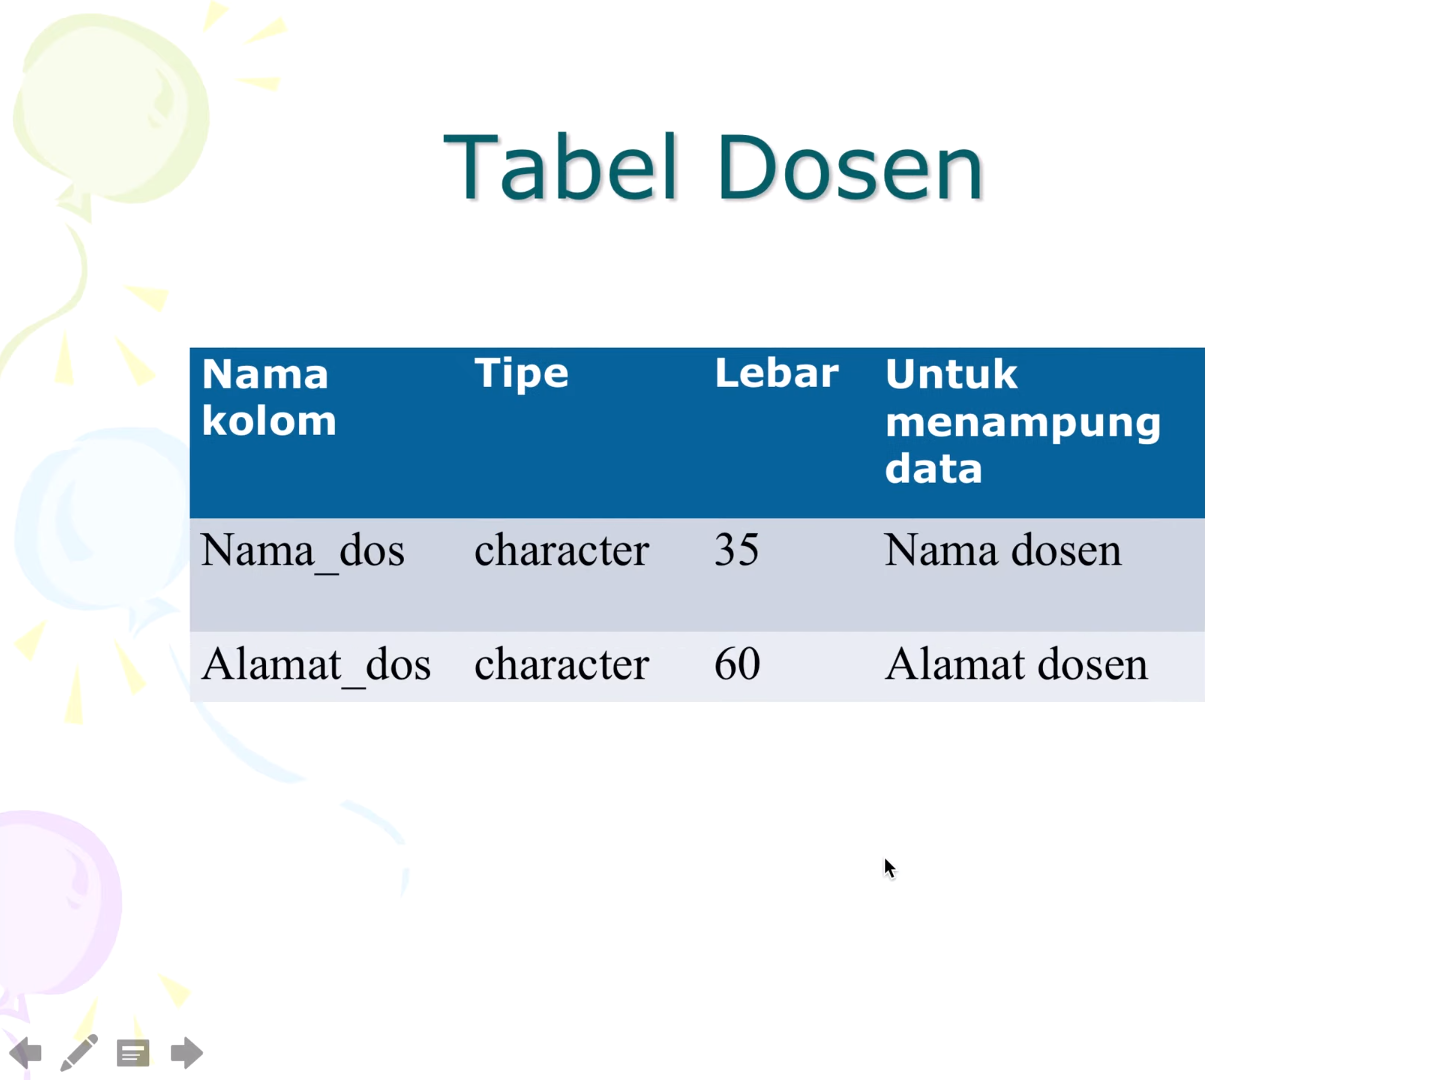 Tabel Dosen
Nama kolom Tipe Lebar Untuk menampung data
Nama_dos character 35 Nama dosen
Alamat_dos character 60 Alamat dosen